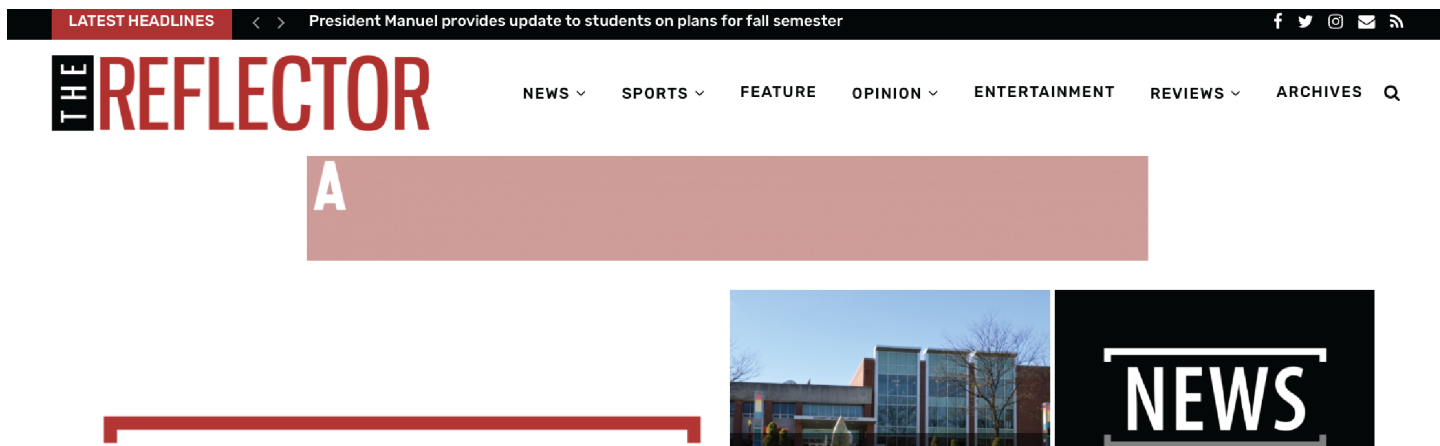 LATEST HEADLINES < > President Manuel provides update to students on plans for fall semester
THE REFLECTOR
NEWS SPORTS FEATURE OPINION ENTERTAINMENT REVIEWS ARCHIVES
A
NEWS